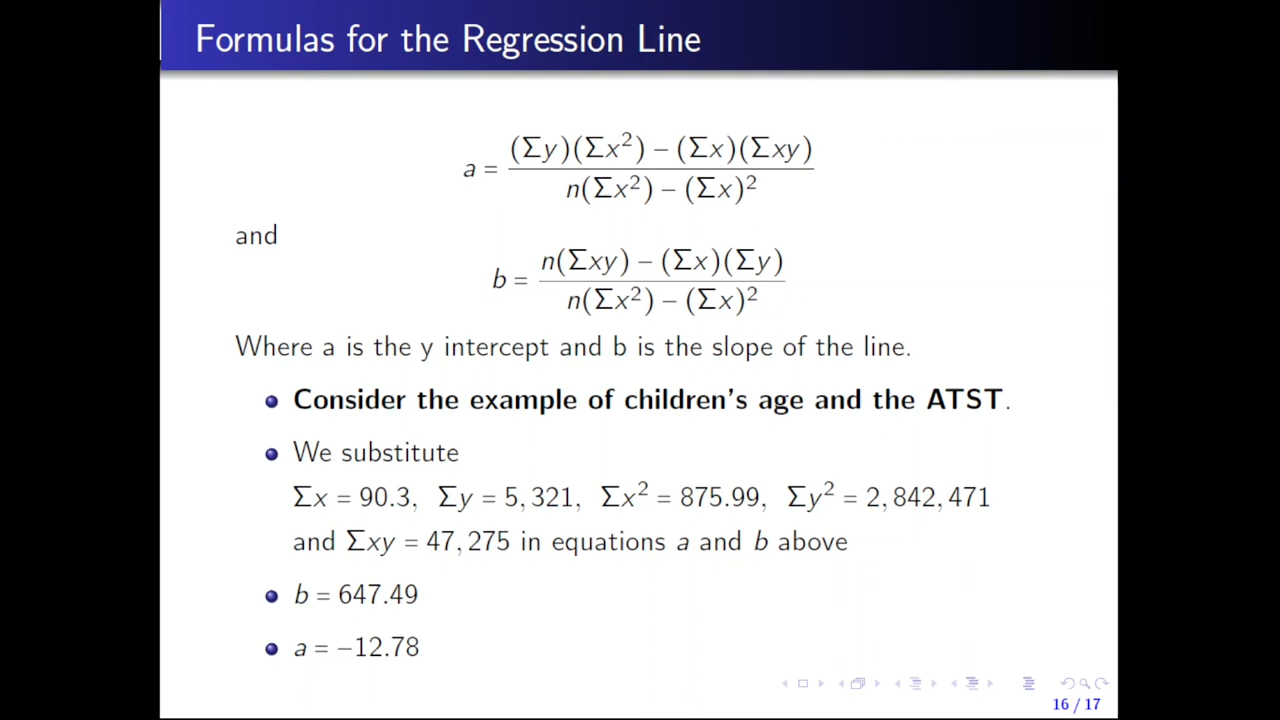 Formulas for the Regression Line
a = (Σy)(Σx²) − (Σx)(Σxy) / n(Σx²) − (Σx)²
and
b = n(Σxy) − (Σx)(Σy) / n(Σx²) − (Σx)²
Where a is the y intercept and b is the slope of the line.
Consider the example of children's age and the ATST.
We substitute
Σx = 90.3, Σy = 5, 321, Σx² = 875.99, Σy² = 2, 842, 471
and Σxy = 47, 275 in equations a and b above
b = 647.49
a = −12.78
16 / 17